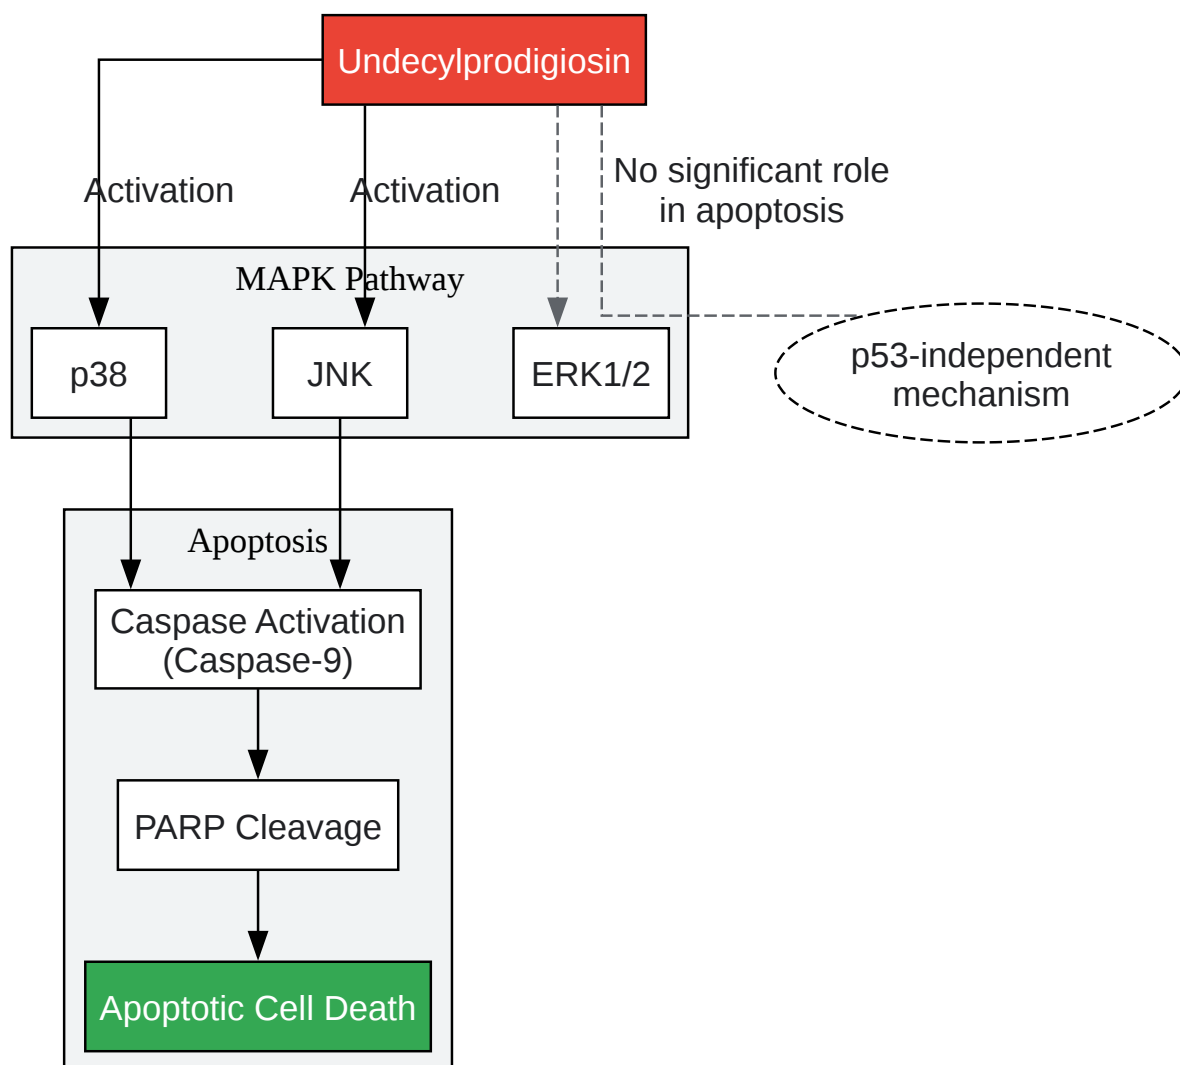 Undecylprodigiosin
Activation
Activation
No significant role
in apoptosis
MAPK Pathway
p38
JNK
ERK1/2
p53-independent
mechanism
Apoptosis
Caspase Activation
(Caspase-9)
PARP Cleavage
Apoptotic Cell Death